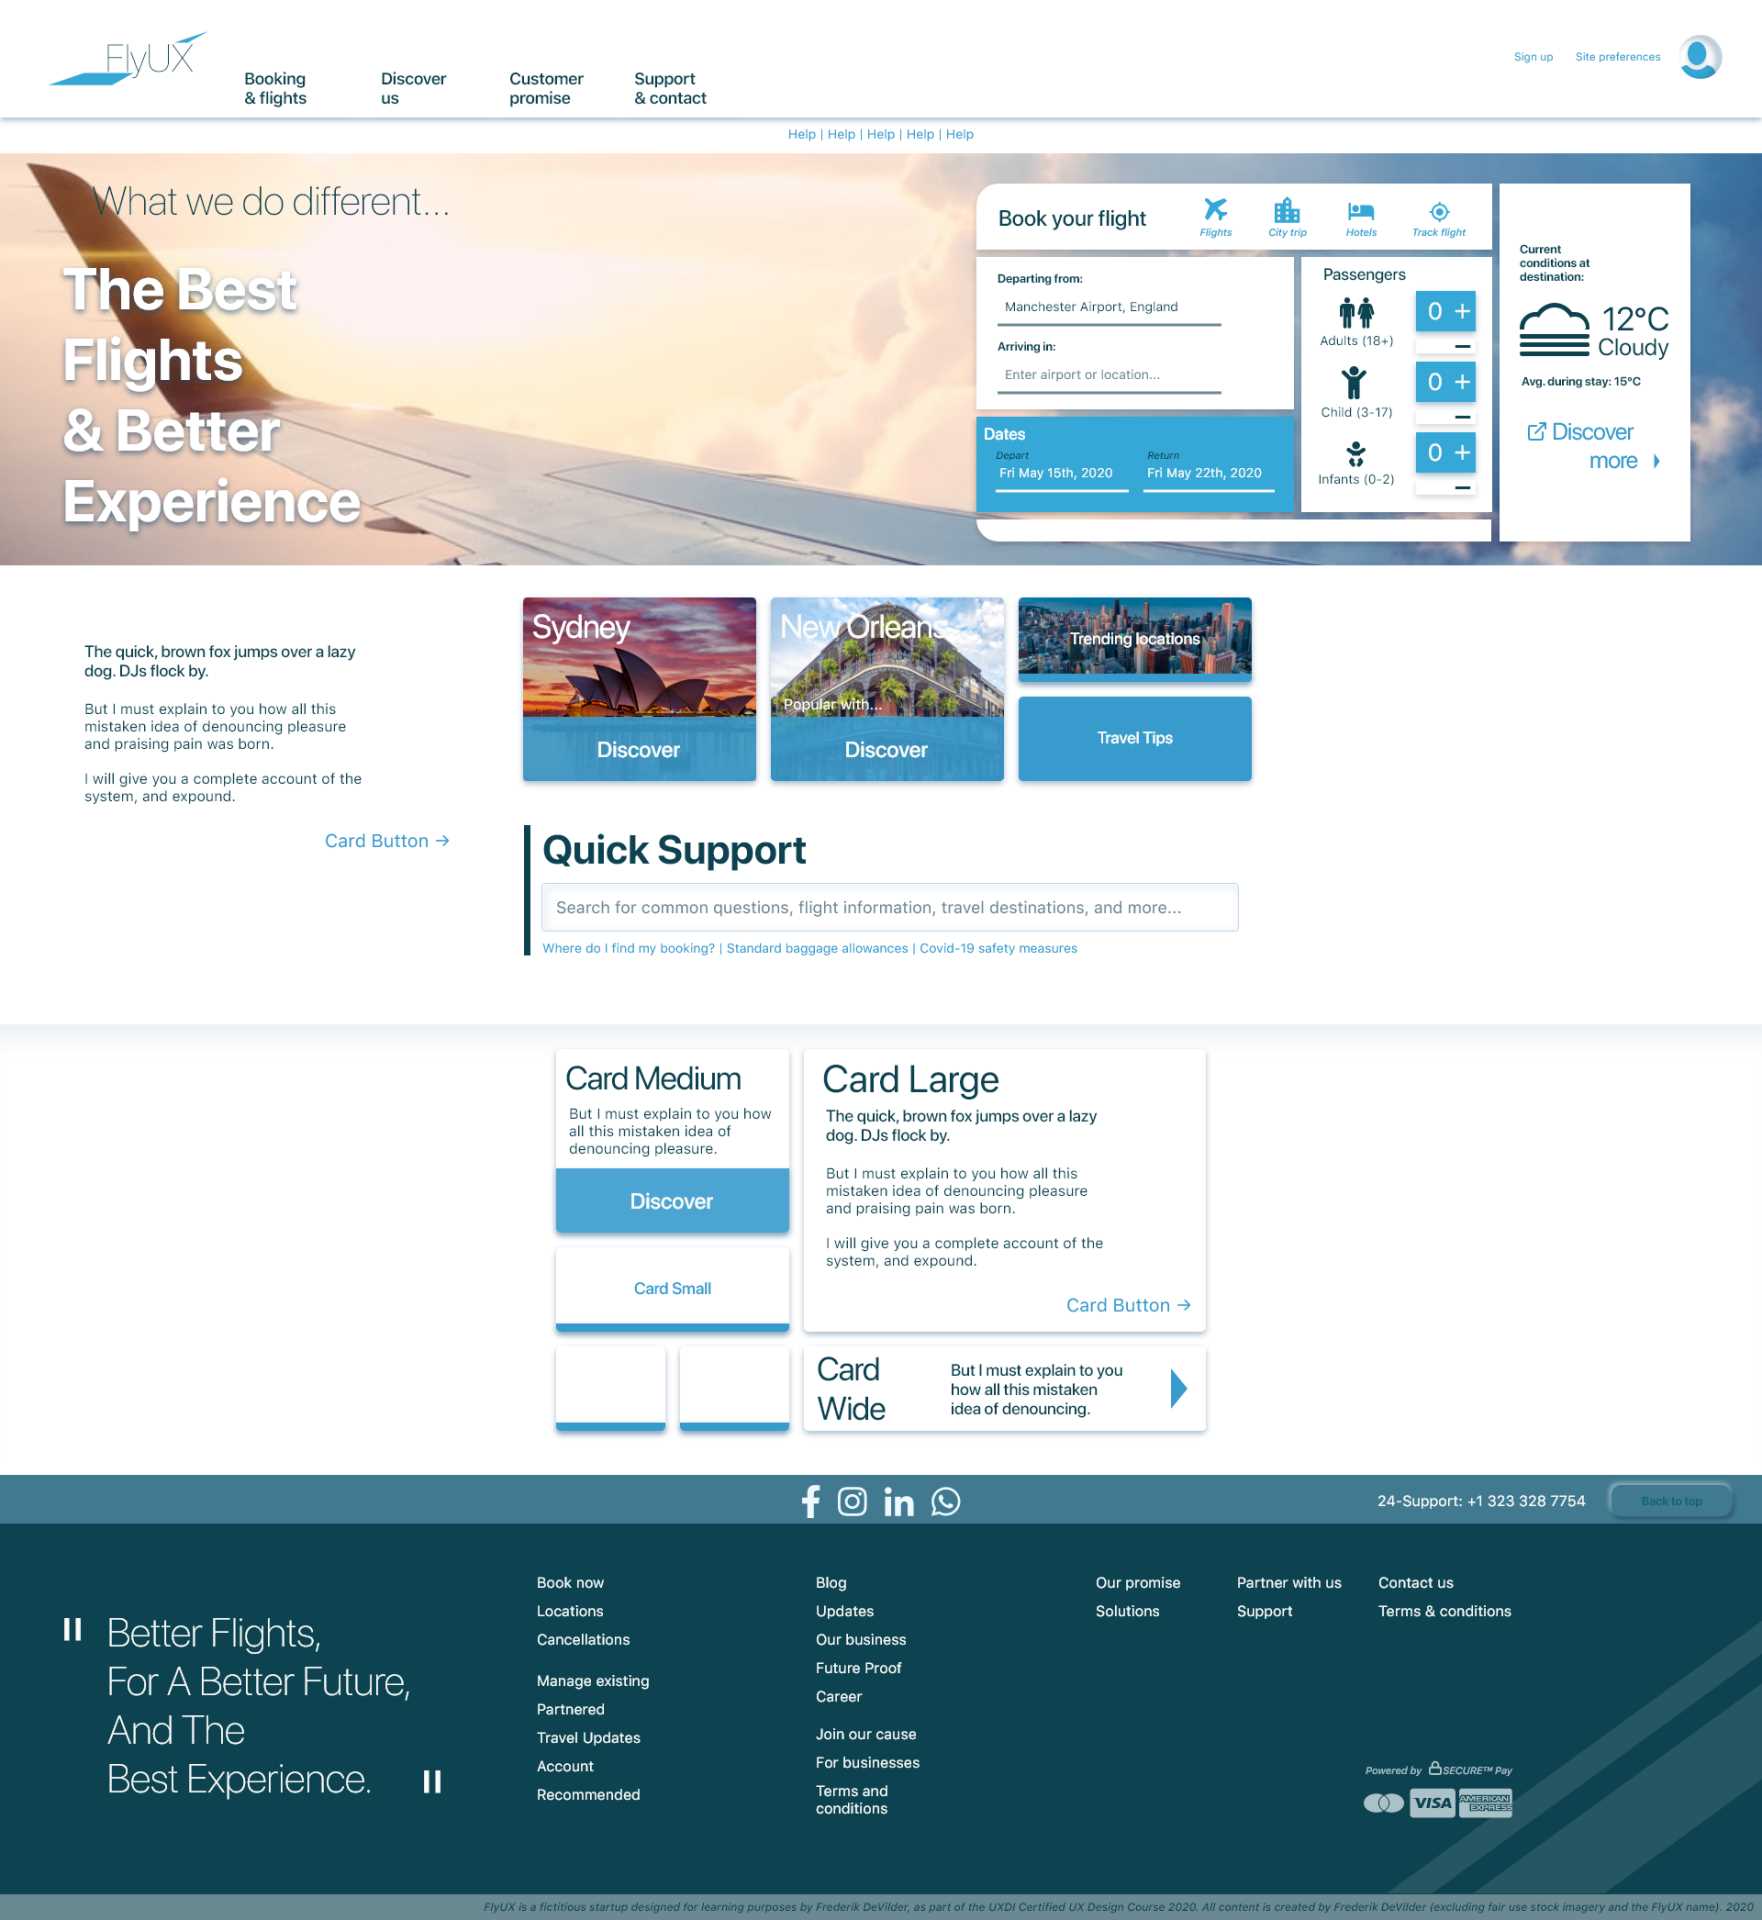 FlyUX
Booking
& flights
Discover
us
Customer
promise
Support
& contact
Sign up
Site preferences
Help | Help | Help | Help | Help
What we do different...
The Best
Flights
& Better
Experience
Book your flight
Flights
City trip
Hotels
Track flight
Departing from:
Manchester Airport, England
Arriving in:
Enter airport or location...
Dates
Depart
Fri May 15th, 2020
Return
Fri May 22th, 2020
Passengers
0 +
Adults (18+)
–
0 +
Child (3-17)
–
0 +
Infants (0-2)
–
Current
conditions at
destination:
12°C
Cloudy
Avg. during stay: 15°C
Discover
more
The quick, brown fox jumps over a lazy
dog. DJs flock by.
But I must explain to you how all this
mistaken idea of denouncing pleasure
and praising pain was born.
I will give you a complete account of the
system, and expound.
Card Button →
Sydney
Discover
New Orleans
Popular with...
Discover
Trending locations
Travel Tips
Quick Support
Search for common questions, flight information, travel destinations, and more...
Where do I find my booking? | Standard baggage allowances | Covid-19 safety measures
Card Medium
But I must explain to you how
all this mistaken idea of
denouncing pleasure.
Discover
Card Small
Card Large
The quick, brown fox jumps over a lazy
dog. DJs flock by.
But I must explain to you how all this
mistaken idea of denouncing pleasure
and praising pain was born.
I will give you a complete account of the
system, and expound.
Card Button →
Card
Wide
But I must explain to you
how all this mistaken
idea of denouncing.
24-Support: +1 323 328 7754
Back to top
" Better Flights,
For A Better Future,
And The
Best Experience. "
Book now
Locations
Cancellations
Manage existing
Partnered
Travel Updates
Account
Recommended
Blog
Updates
Our business
Future Proof
Career
Join our cause
For businesses
Terms and
conditions
Our promise
Solutions
Partner with us
Support
Contact us
Terms & conditions
Powered by SECURE™ Pay
VISA
AMERICAN
EXPRESS
FlyUX is a fictitious startup designed for learning purposes by Frederik DeVilder, as part of the UXDI Certified UX Design Course 2020. All content is created by Frederik DeVilder (excluding fair use stock imagery and the FlyUX name). 2020